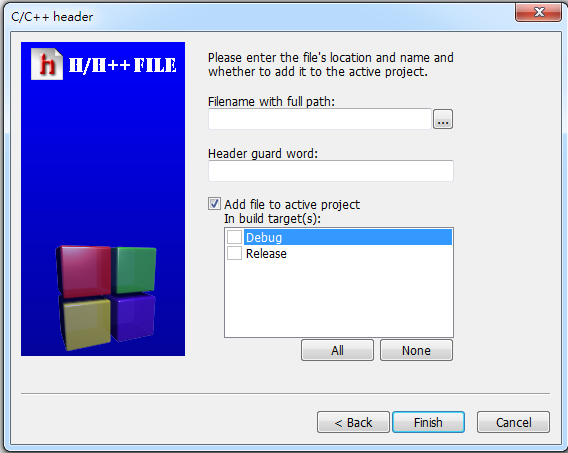 C/C++ header
h H/H++ FILE
Please enter the file's location and name and
whether to add it to the active project.
Filename with full path:
...
Header guard word:
Add file to active project
In build target(s):
Debug
Release
All None
< Back Finish Cancel